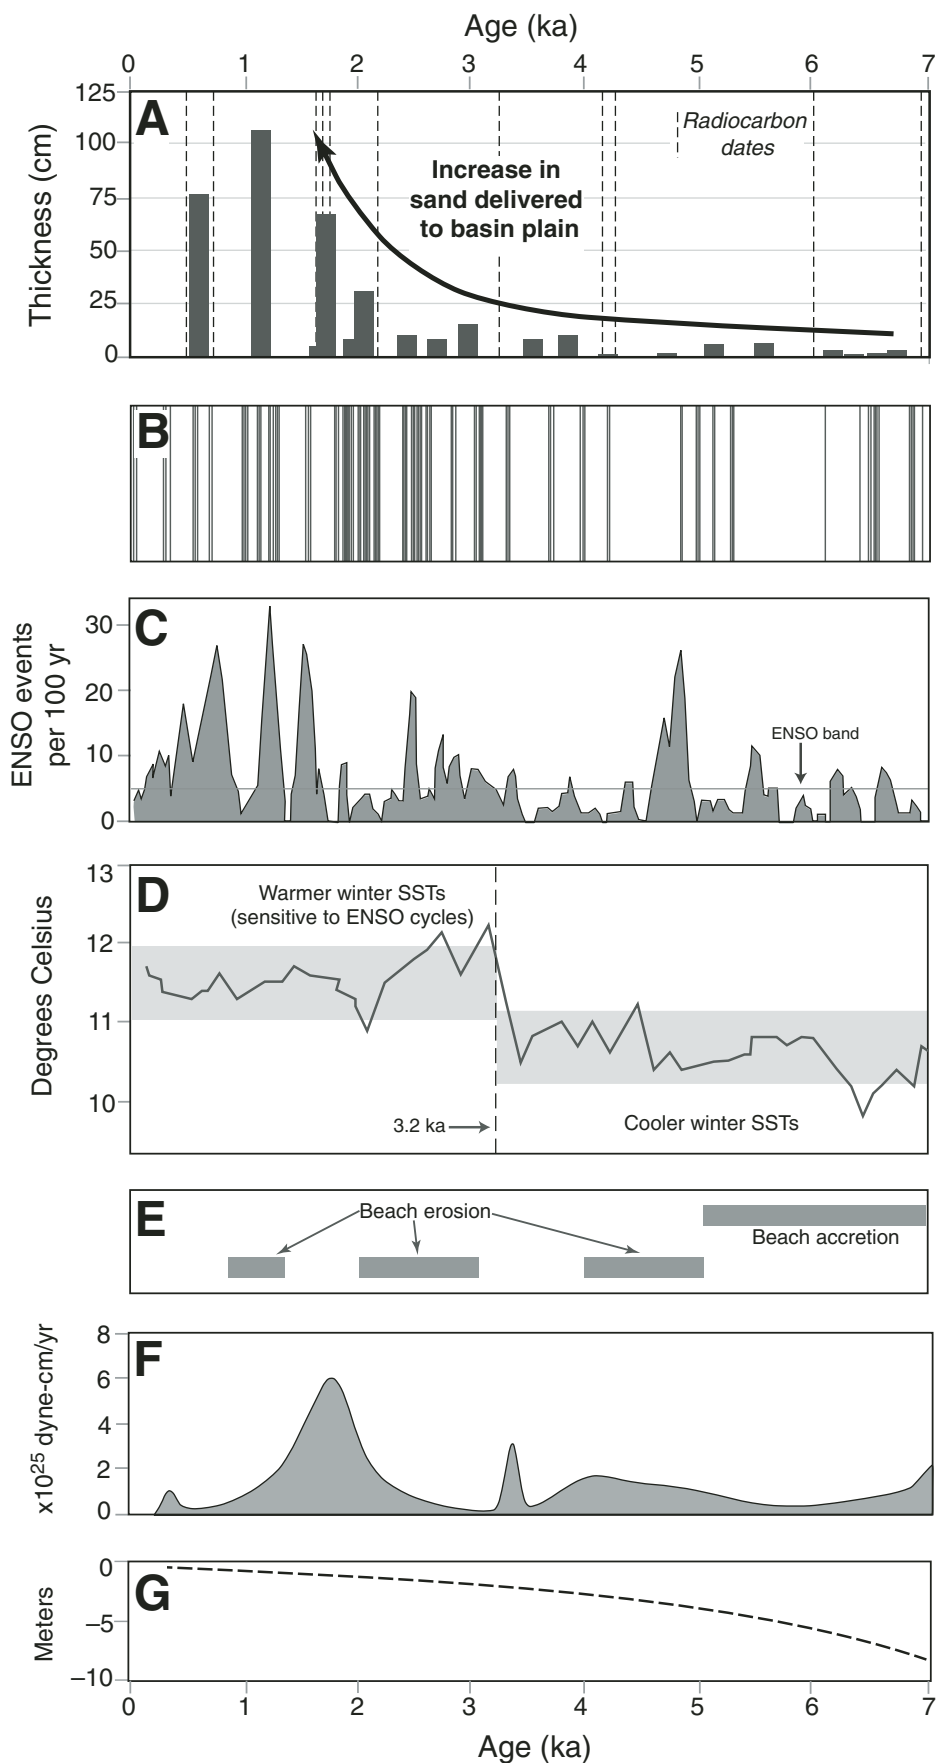 Age (ka)
0 1 2 3 4 5 6 7
A
Thickness (cm)
125
100
75
50
25
0
Radiocarbon
dates
Increase in
sand delivered
to basin plain
B
C
ENSO events
per 100 yr
30
20
10
0
ENSO band
D
Degrees Celsius
13
12
11
10
Warmer winter SSTs
(sensitive to ENSO cycles)
3.2 ka
Cooler winter SSTs
E
Beach erosion
Beach accretion
F
x10²⁵ dyne-cm/yr
8
6
4
2
0
G
Meters
0
–5
–10
0 1 2 3 4 5 6 7
Age (ka)